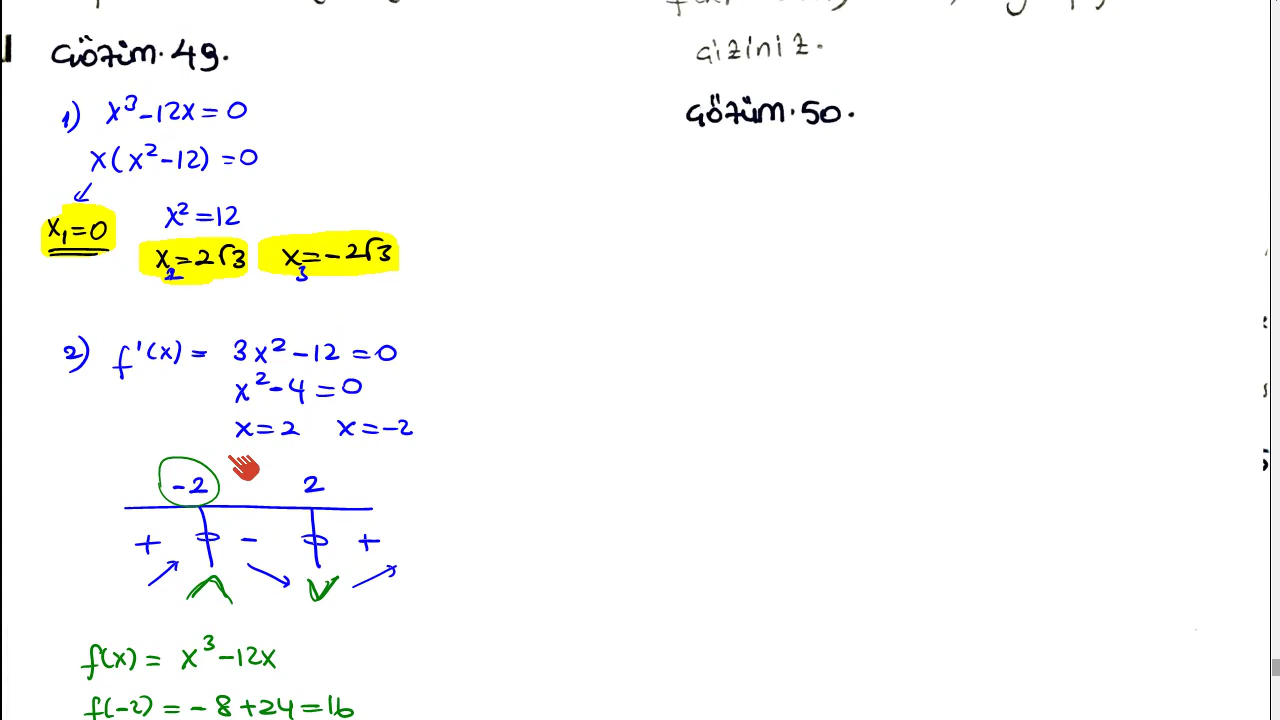 Çözüm.49.
1) x³-12x=0
x(x²-12)=0
x₁=0
x²=12
x₂=2√3 x₃=-2√3
2) f'(x)= 3x²-12=0
x²-4=0
x=2 x=-2
-2 2
+ - +
f(x)= x³-12x
f(-2)=-8+24=16
çiziniz.
Çözüm.50.